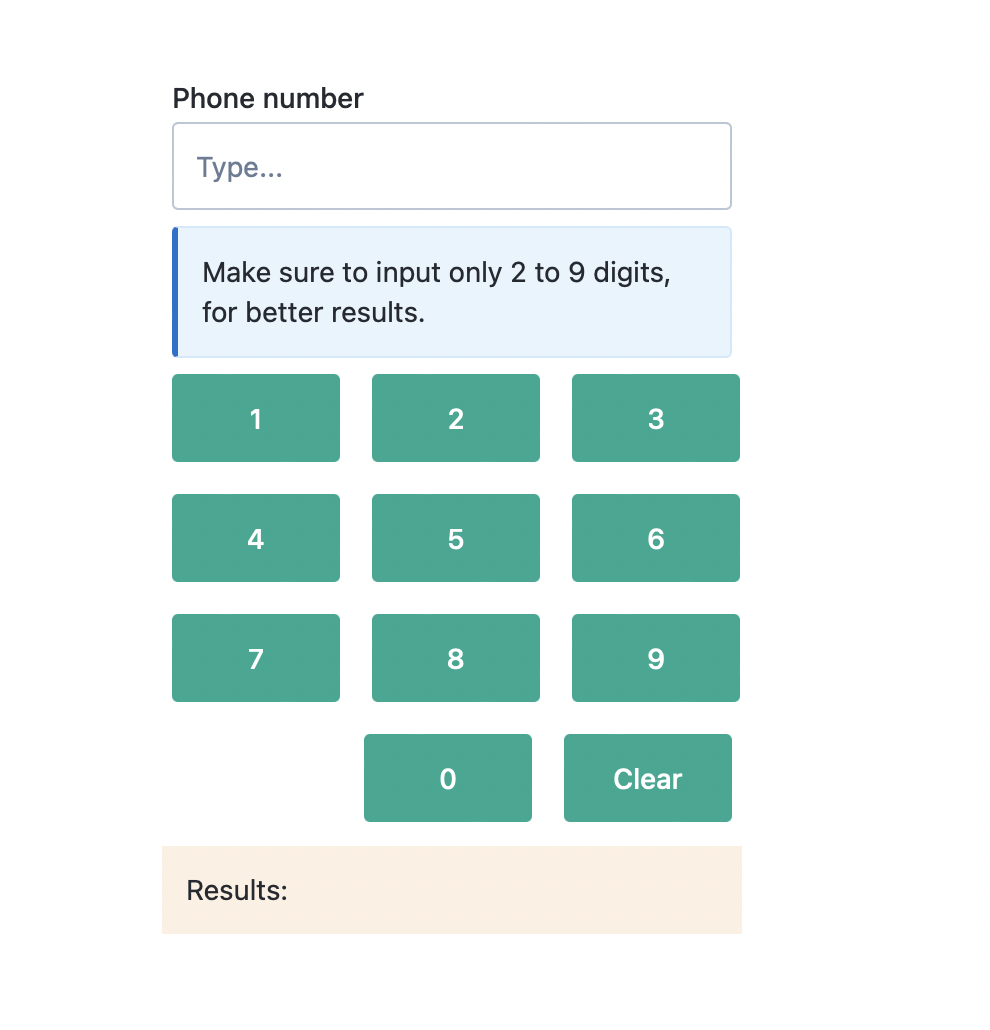 Phone number
Type...
Make sure to input only 2 to 9 digits,
for better results.
1 2 3
4 5 6
7 8 9
0 Clear
Results: